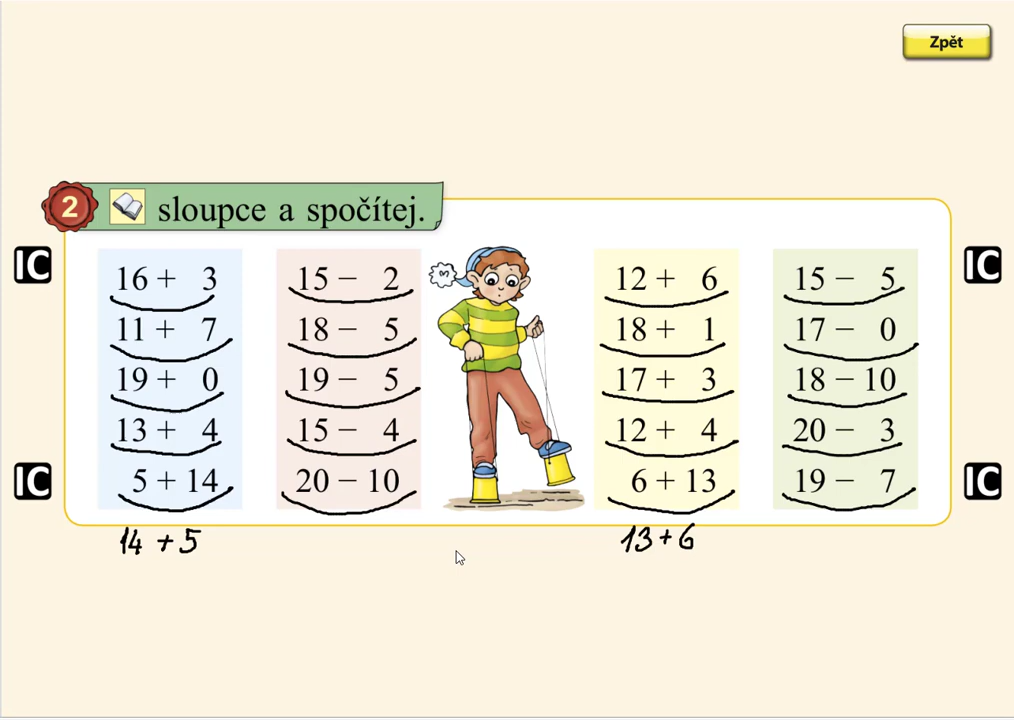 Zpět
2 sloupce a spočítej.
IC
IC
16 + 3
11 + 7
19 + 0
13 + 4
5 + 14
15 − 2
18 − 5
19 − 5
15 − 4
20 − 10
12 + 6
18 + 1
17 + 3
12 + 4
6 + 13
15 − 5
17 − 0
18 − 10
20 − 3
19 − 7
IC
IC
14 + 5
13 + 6